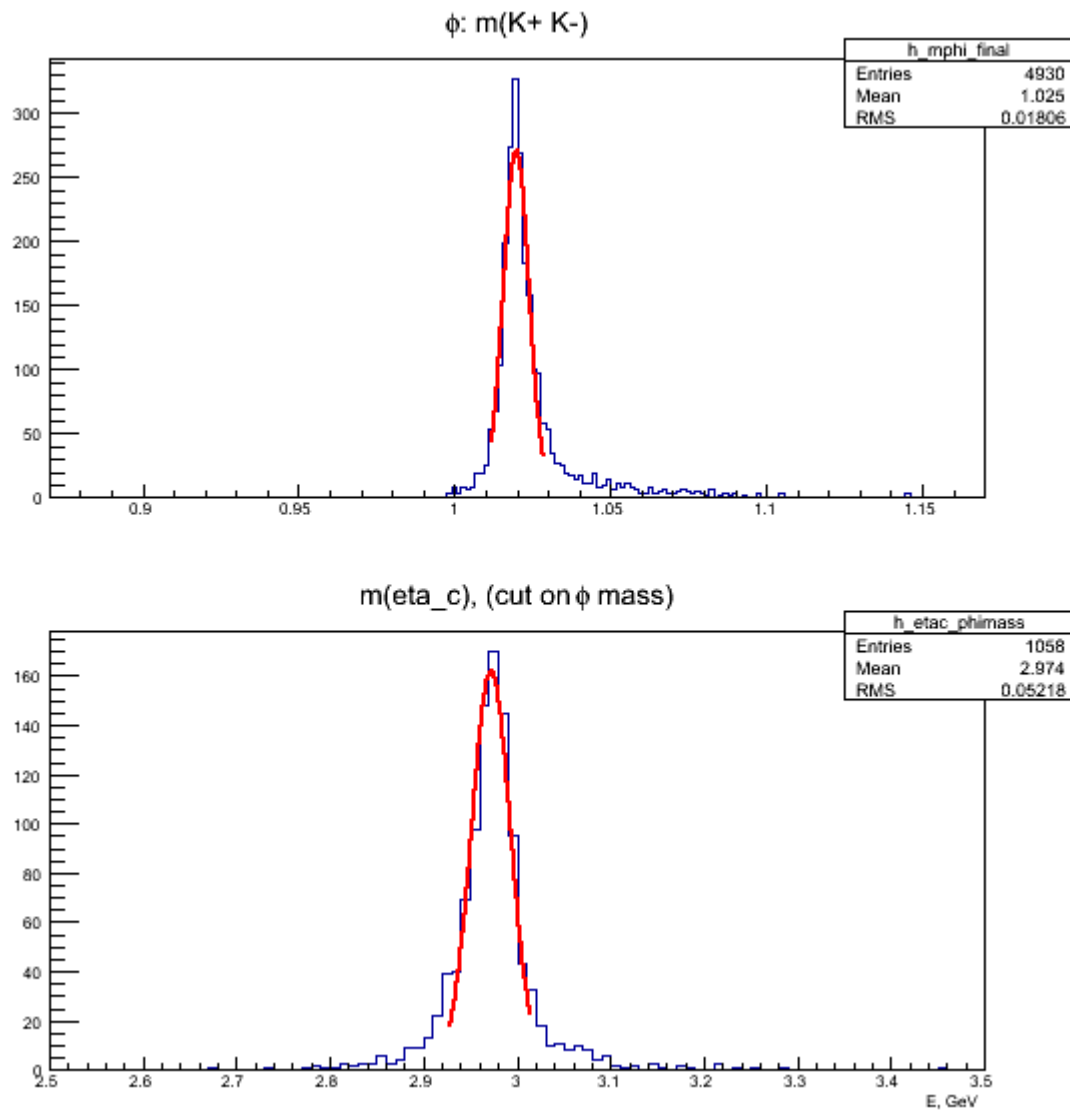 ϕ: m(K+ K-)
h_mphi_final
Entries 4930
Mean 1.025
RMS 0.01806
300
250
200
150
100
50
0
0.9 0.95 1 1.05 1.1 1.15
m(eta_c), (cut on ϕ mass)
h_etac_phimass
Entries 1058
Mean 2.974
RMS 0.05218
160
140
120
100
80
60
40
20
0
2.5 2.6 2.7 2.8 2.9 3 3.1 3.2 3.3 3.4 3.5
E, GeV